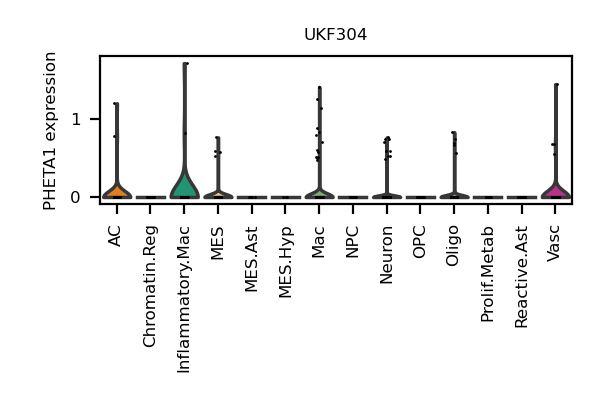 UKF304
PHETA1 expression
1
0
AC
Chromatin.Reg
Inflammatory.Mac
MES
MES.Ast
MES.Hyp
Mac
NPC
Neuron
OPC
Oligo
Prolif.Metab
Reactive.Ast
Vasc